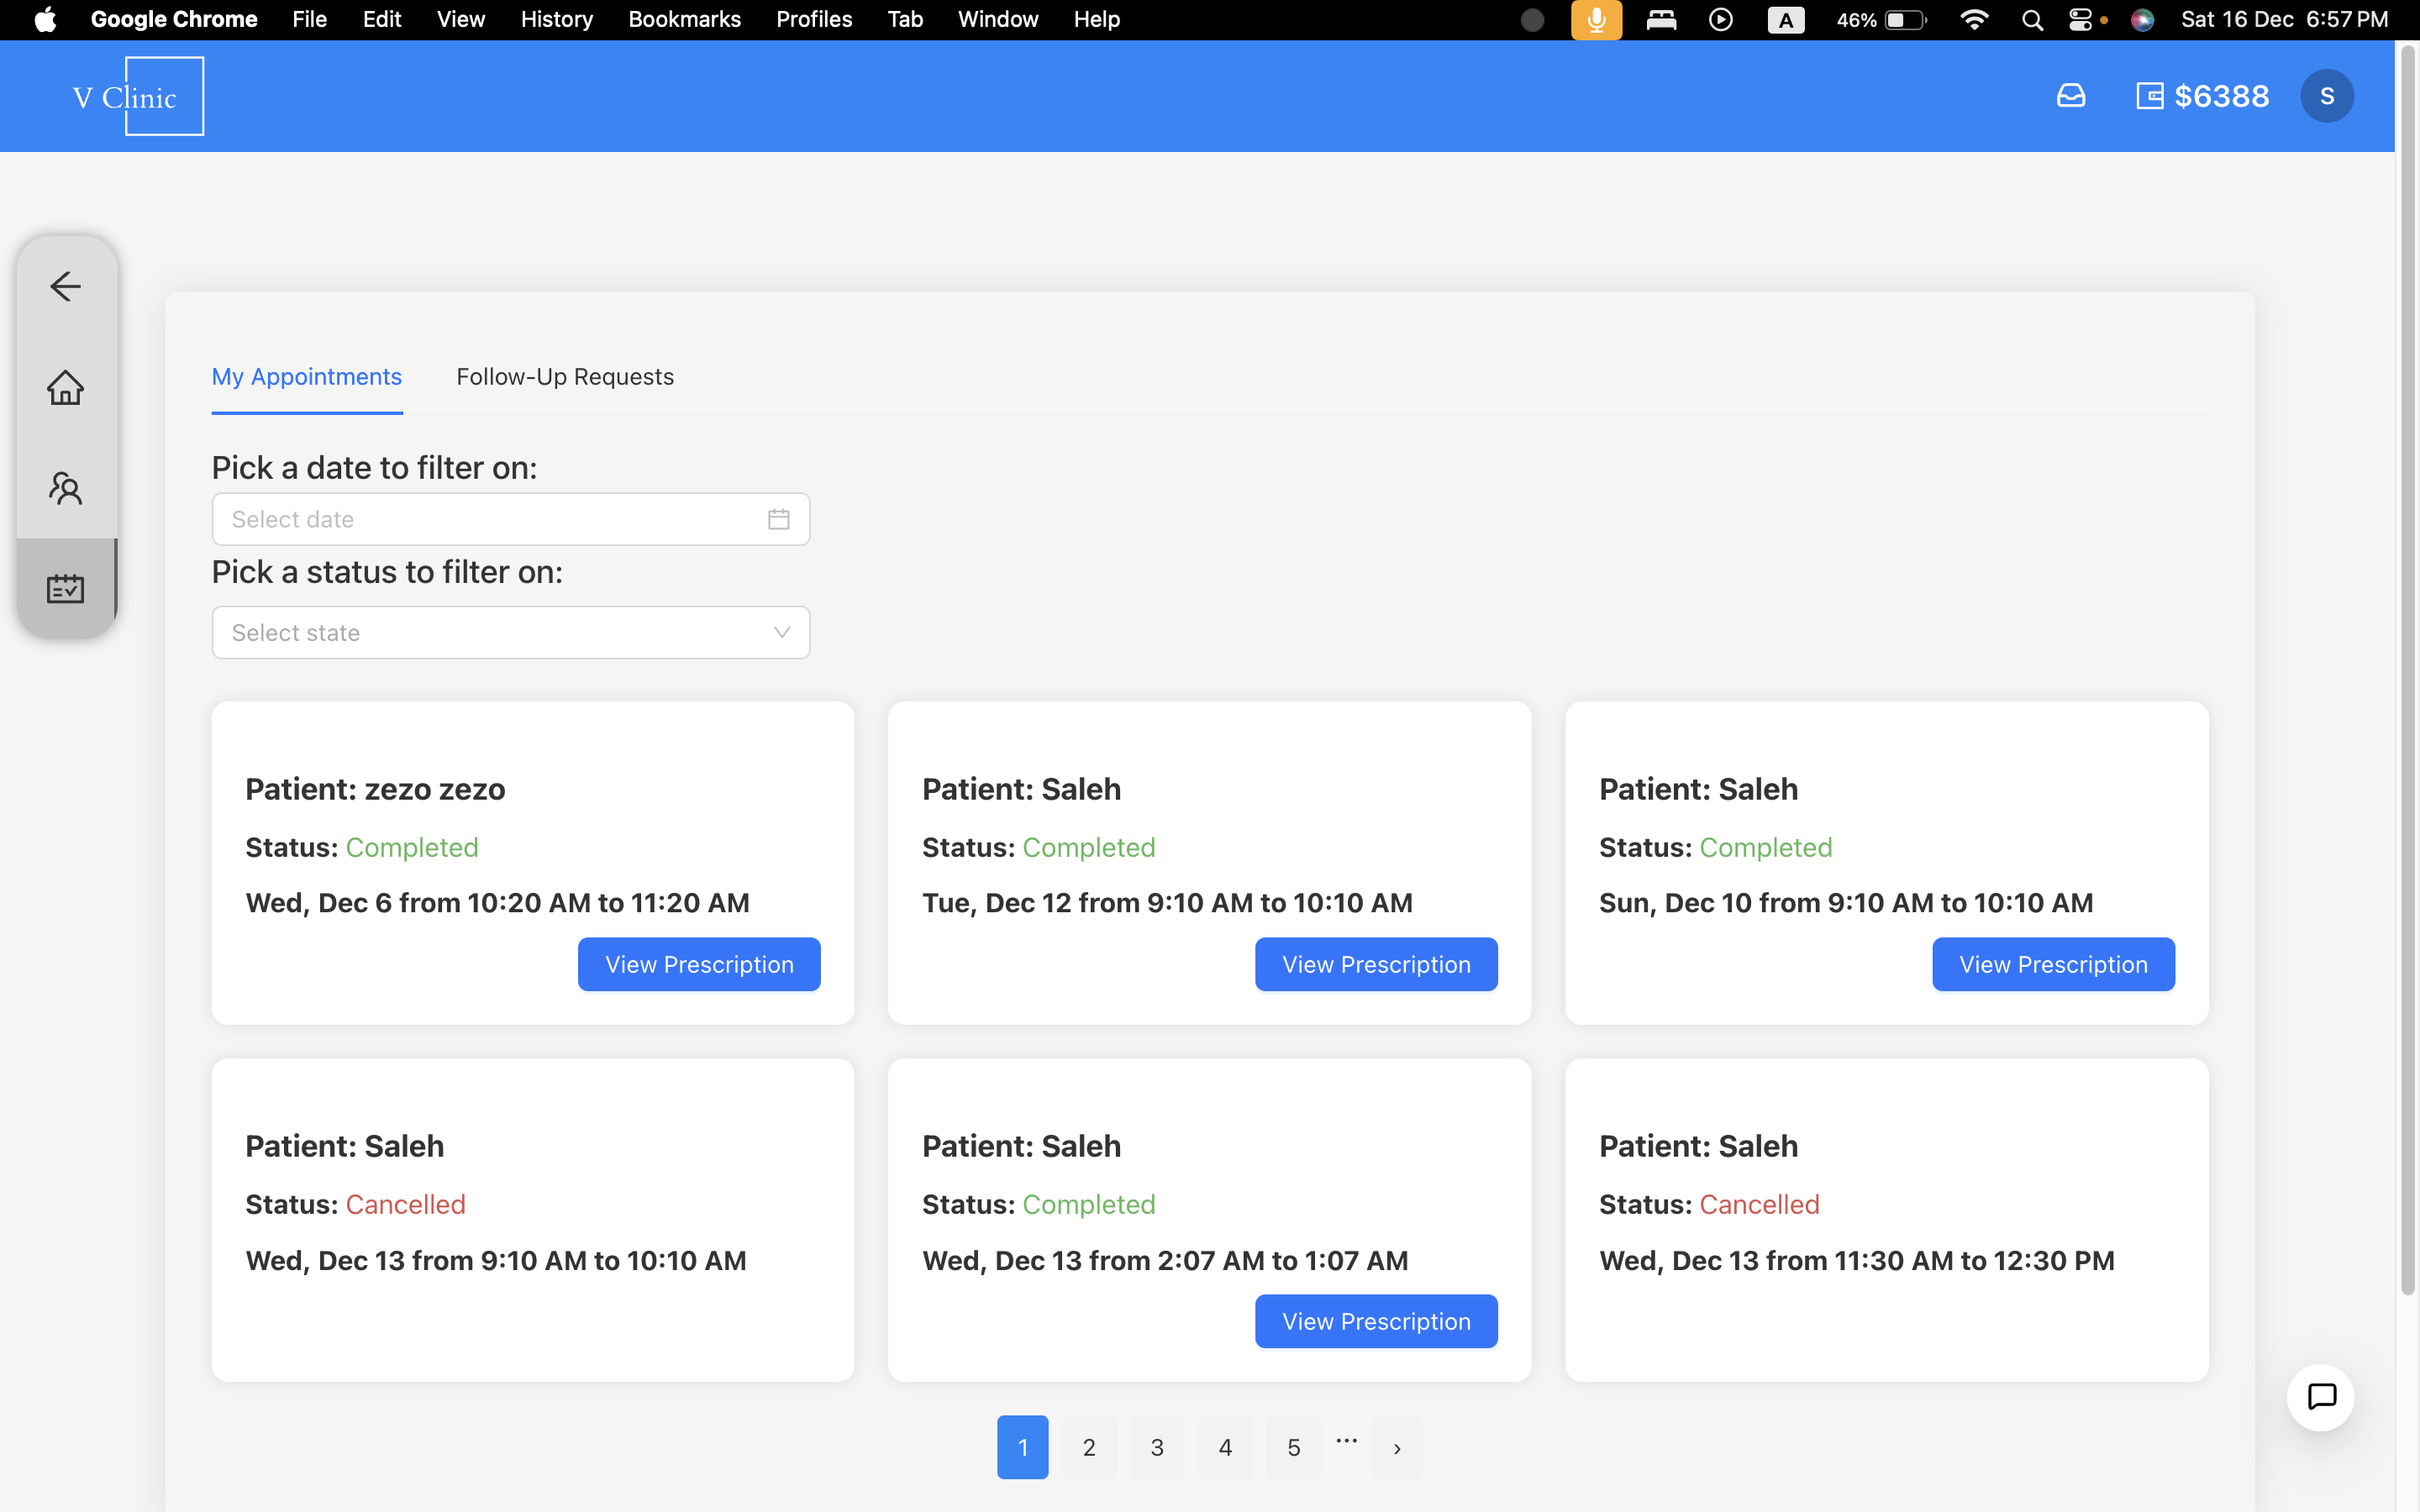 Google Chrome File Edit View History Bookmarks Profiles Tab Window Help A 46% Sat 16 Dec 6:57 PM
V Clinic $6388 S
My Appointments Follow-Up Requests
Pick a date to filter on:
Select date
Pick a status to filter on:
Select state
Patient: zezo zezo
Status: Completed
Wed, Dec 6 from 10:20 AM to 11:20 AM
View Prescription
Patient: Saleh
Status: Completed
Tue, Dec 12 from 9:10 AM to 10:10 AM
View Prescription
Patient: Saleh
Status: Completed
Sun, Dec 10 from 9:10 AM to 10:10 AM
View Prescription
Patient: Saleh
Status: Cancelled
Wed, Dec 13 from 9:10 AM to 10:10 AM
Patient: Saleh
Status: Completed
Wed, Dec 13 from 2:07 AM to 1:07 AM
View Prescription
Patient: Saleh
Status: Cancelled
Wed, Dec 13 from 11:30 AM to 12:30 PM
1 2 3 4 5 ··· ›